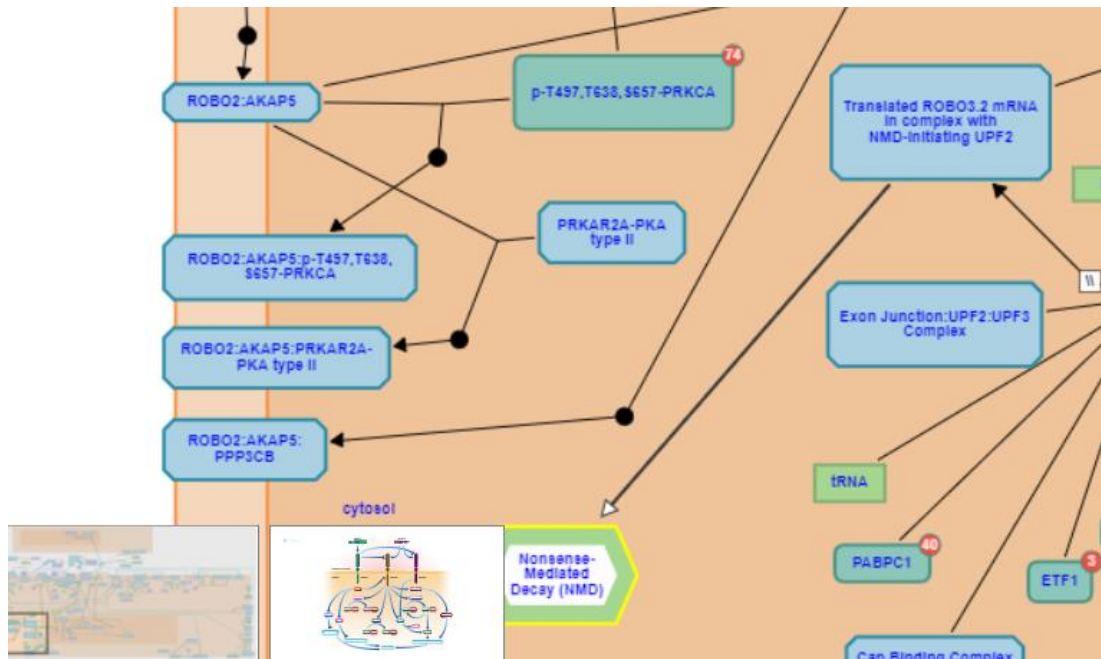 ROBO2:AKAP5
74
p-T497,T638,S657-PRKCA
Translated ROBO3.2 mRNA
in complex with
NMD-initiating UPF2
PRKAR2A-PKA
type II
ROBO2:AKAP5:p-T497,T638,
S657-PRKCA
Exon Junction:UPF2:UPF3
Complex
ROBO2:AKAP5:PRKAR2A-
PKA type II
ROBO2:AKAP5:
PPP3CB
tRNA
cytosol
Nonsense-
Mediated
Decay (NMD)
40
PABPC1
3
ETF1
Cap Binding Complex